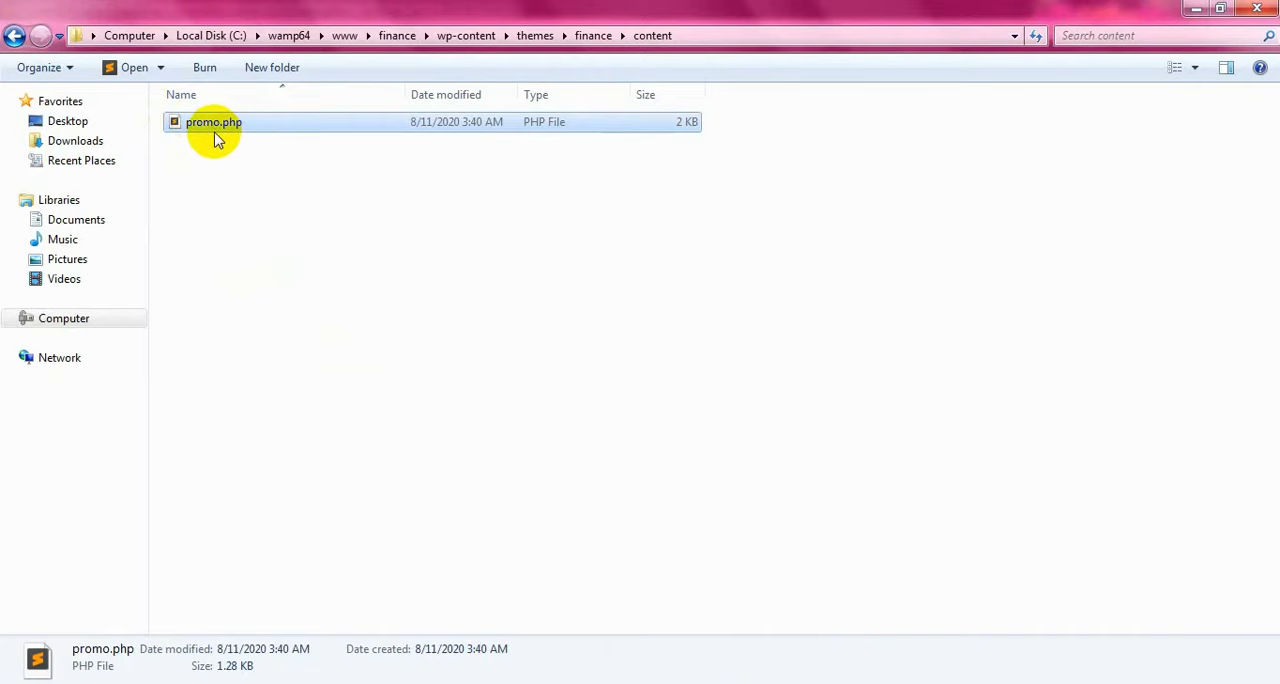 Computer Local Disk (C:) wamp64 www finance wp-content themes finance content
Search content
Organize Open Burn New folder
Name Date modified Type Size
promo.php 8/11/2020 3:40 AM PHP File 2 KB
Favorites
Desktop
Downloads
Recent Places
Libraries
Documents
Music
Pictures
Videos
Computer
Network
promo.php Date modified: 8/11/2020 3:40 AM Date created: 8/11/2020 3:40 AM
PHP File Size: 1.28 KB